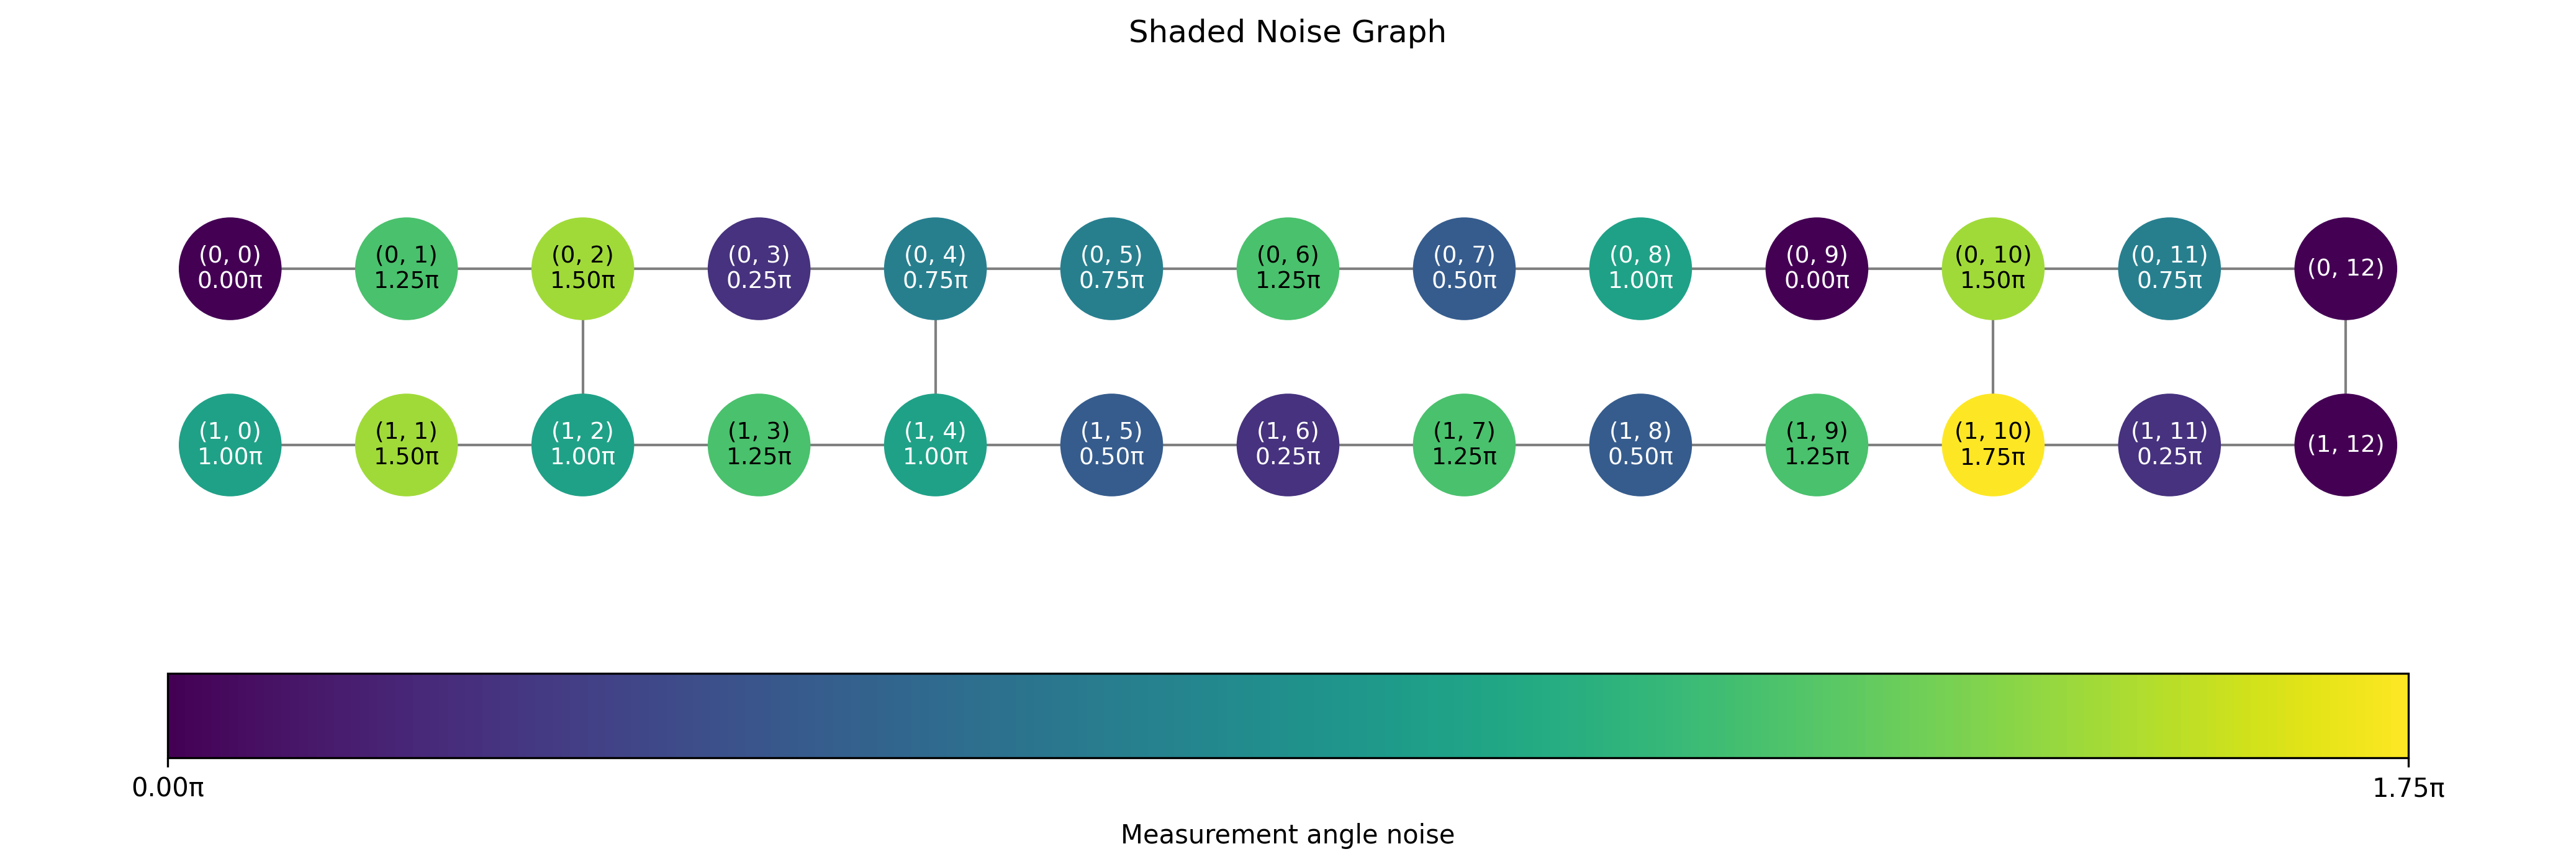 Shaded Noise Graph
(0, 0)
0.00π
(0, 1)
1.25π
(0, 2)
1.50π
(0, 3)
0.25π
(0, 4)
0.75π
(0, 5)
0.75π
(0, 6)
1.25π
(0, 7)
0.50π
(0, 8)
1.00π
(0, 9)
0.00π
(0, 10)
1.50π
(0, 11)
0.75π
(0, 12)
(1, 0)
1.00π
(1, 1)
1.50π
(1, 2)
1.00π
(1, 3)
1.25π
(1, 4)
1.00π
(1, 5)
0.50π
(1, 6)
0.25π
(1, 7)
1.25π
(1, 8)
0.50π
(1, 9)
1.25π
(1, 10)
1.75π
(1, 11)
0.25π
(1, 12)
0.00π
1.75π
Measurement angle noise